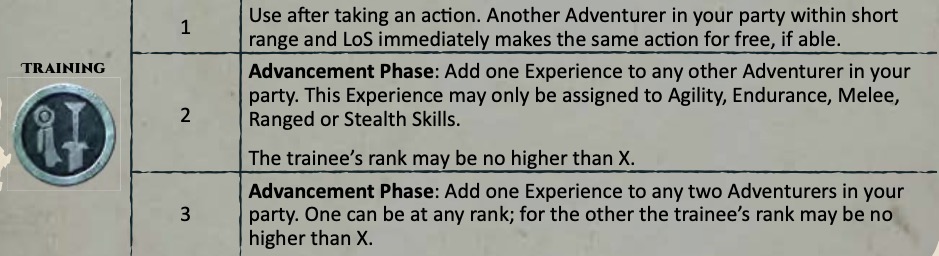 TRAINING
1
Use after taking an action. Another Adventurer in your party within short
range and LoS immediately makes the same action for free, if able.
2
Advancement Phase: Add one Experience to any other Adventurer in your
party. This Experience may only be assigned to Agility, Endurance, Melee,
Ranged or Stealth Skills.
The trainee's rank may be no higher than X.
3
Advancement Phase: Add one Experience to any two Adventurers in your
party. One can be at any rank; for the other the trainee's rank may be no
higher than X.